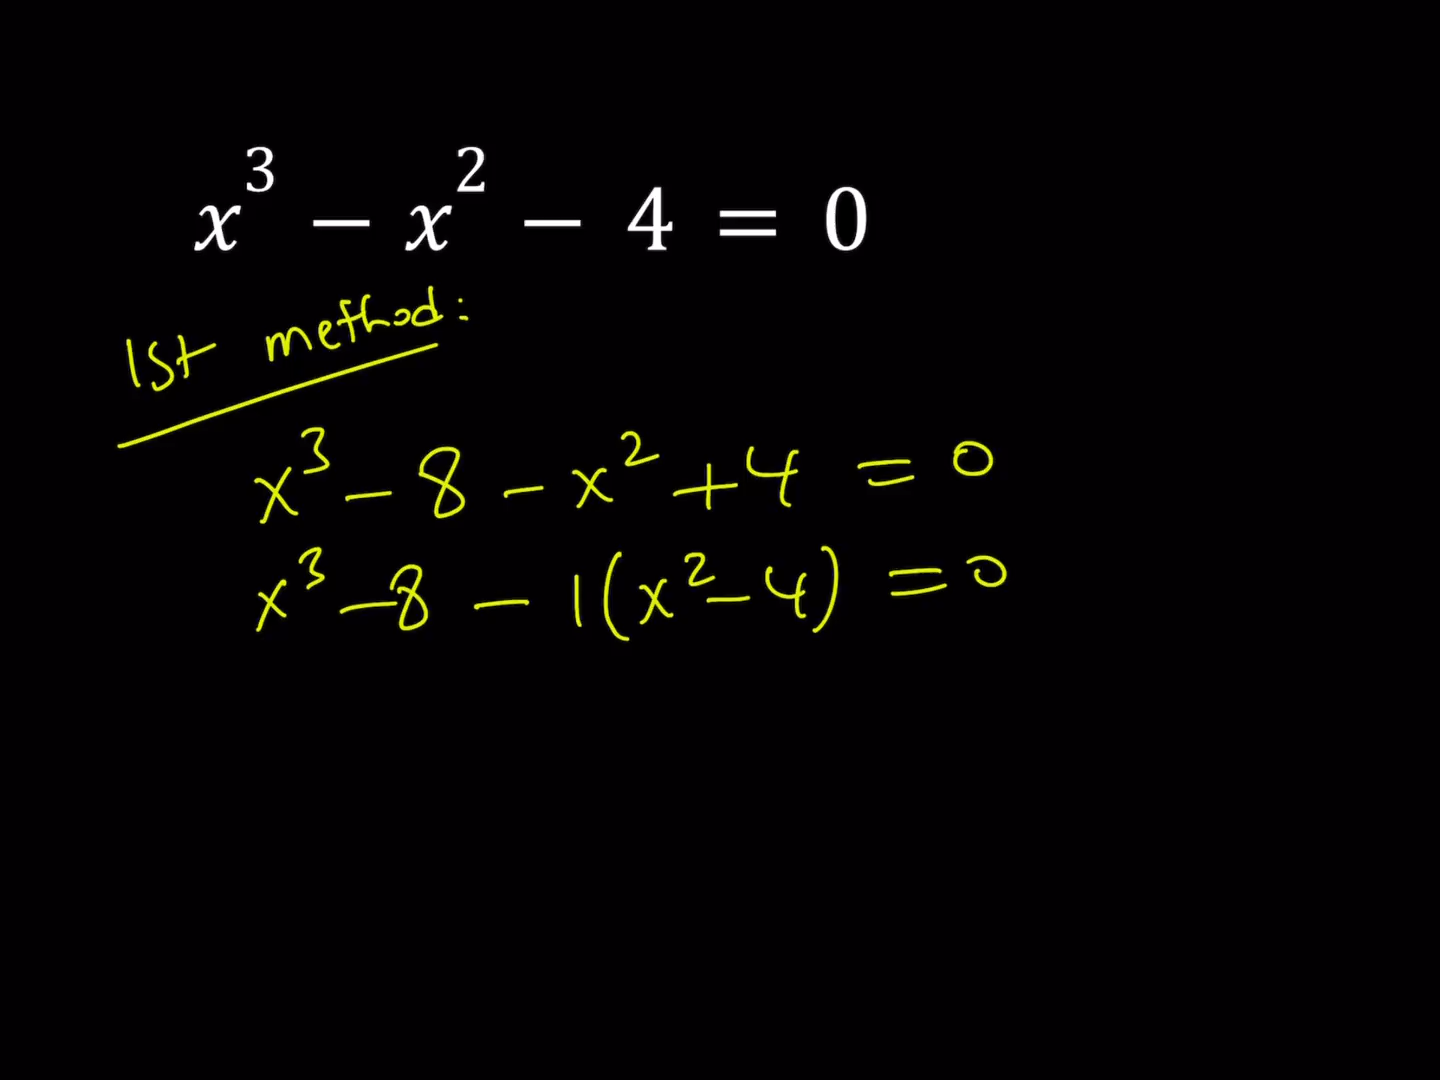 x³ − x² − 4 = 0
1st method:
x³ − 8 − x² + 4 = 0
x³ − 8 − 1(x² − 4) = 0